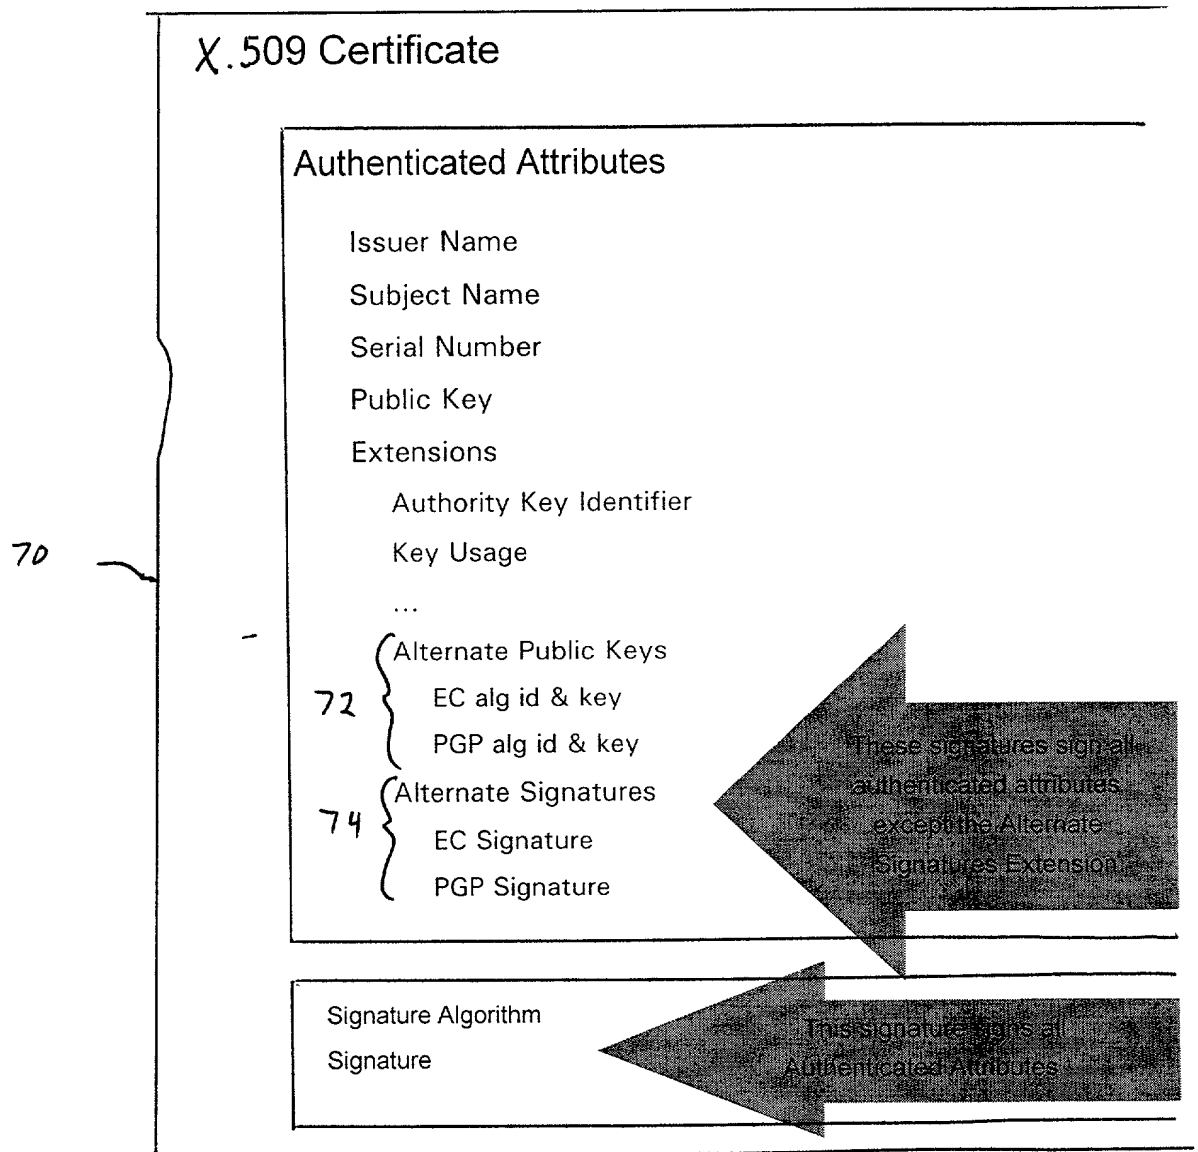 X.509 Certificate
Authenticated Attributes
Issuer Name
Subject Name
Serial Number
Public Key
Extensions
Authority Key Identifier
Key Usage
...
Alternate Public Keys
EC alg id & key
PGP alg id & key
Alternate Signatures
EC Signature
PGP Signature
70
72
74
These signatures sign all
authenticated attributes
except the Alternate
Signatures Extension
Signature Algorithm
Signature
This signature signs all
Authenticated Attributes